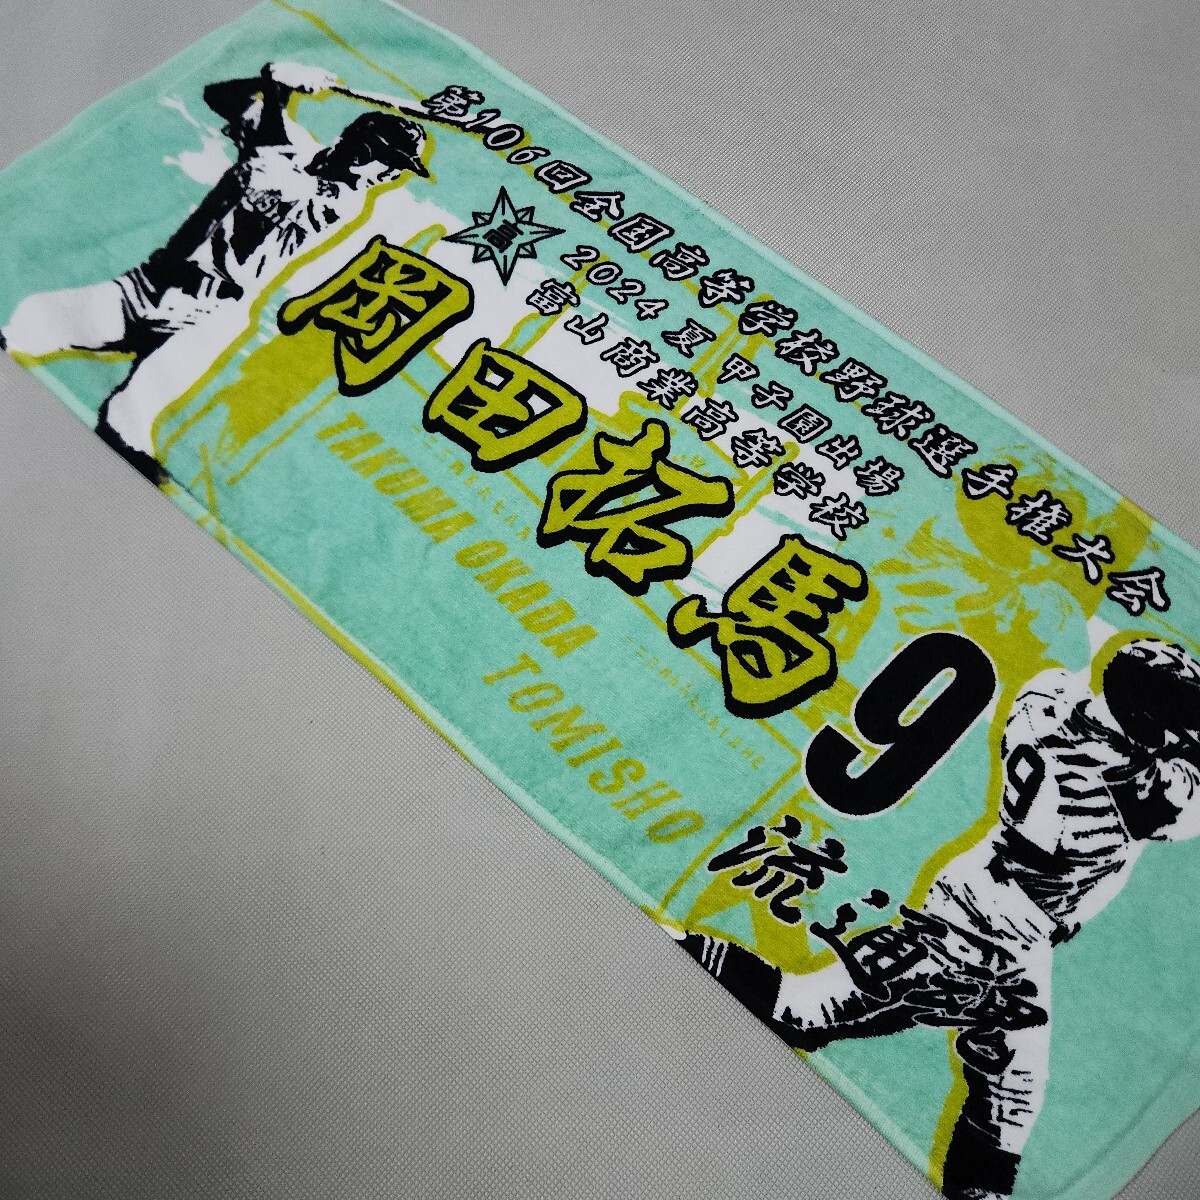 第106回全国高等学校野球選手権大会
高
2024夏 甲子園出場
富山商業高等学校
岡田拓馬
9
TAKUMA OKADA
TOMISHO
流通魂
9